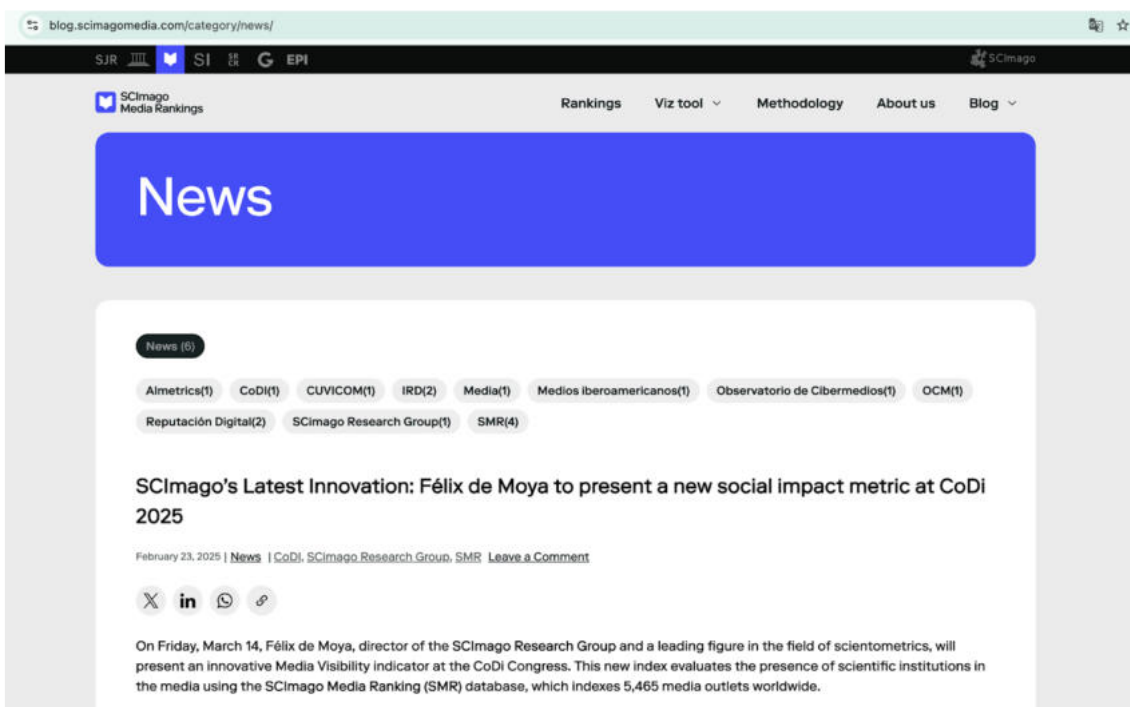 blog.scimagomedia.com/category/news/
SJR SI G EPI
SCImago
SCImago
Media Rankings
Rankings Viz tool Methodology About us Blog
News
News (6)
AImetrics(1) CoDI(1) CUVICOM(1) IRD(2) Media(1) Medios iberoamericanos(1) Observatorio de Cibermedios(1) OCM(1)
Reputación Digital(2) SCimago Research Group(1) SMR(4)
SCImago's Latest Innovation: Félix de Moya to present a new social impact metric at CoDi
2025
February 23, 2025 | News | CoDI, SCimago Research Group, SMR Leave a Comment
On Friday, March 14, Félix de Moya, director of the SCImago Research Group and a leading figure in the field of scientometrics, will
present an innovative Media Visibility indicator at the CoDi Congress. This new index evaluates the presence of scientific institutions in
the media using the SCImago Media Ranking (SMR) database, which indexes 5,465 media outlets worldwide.